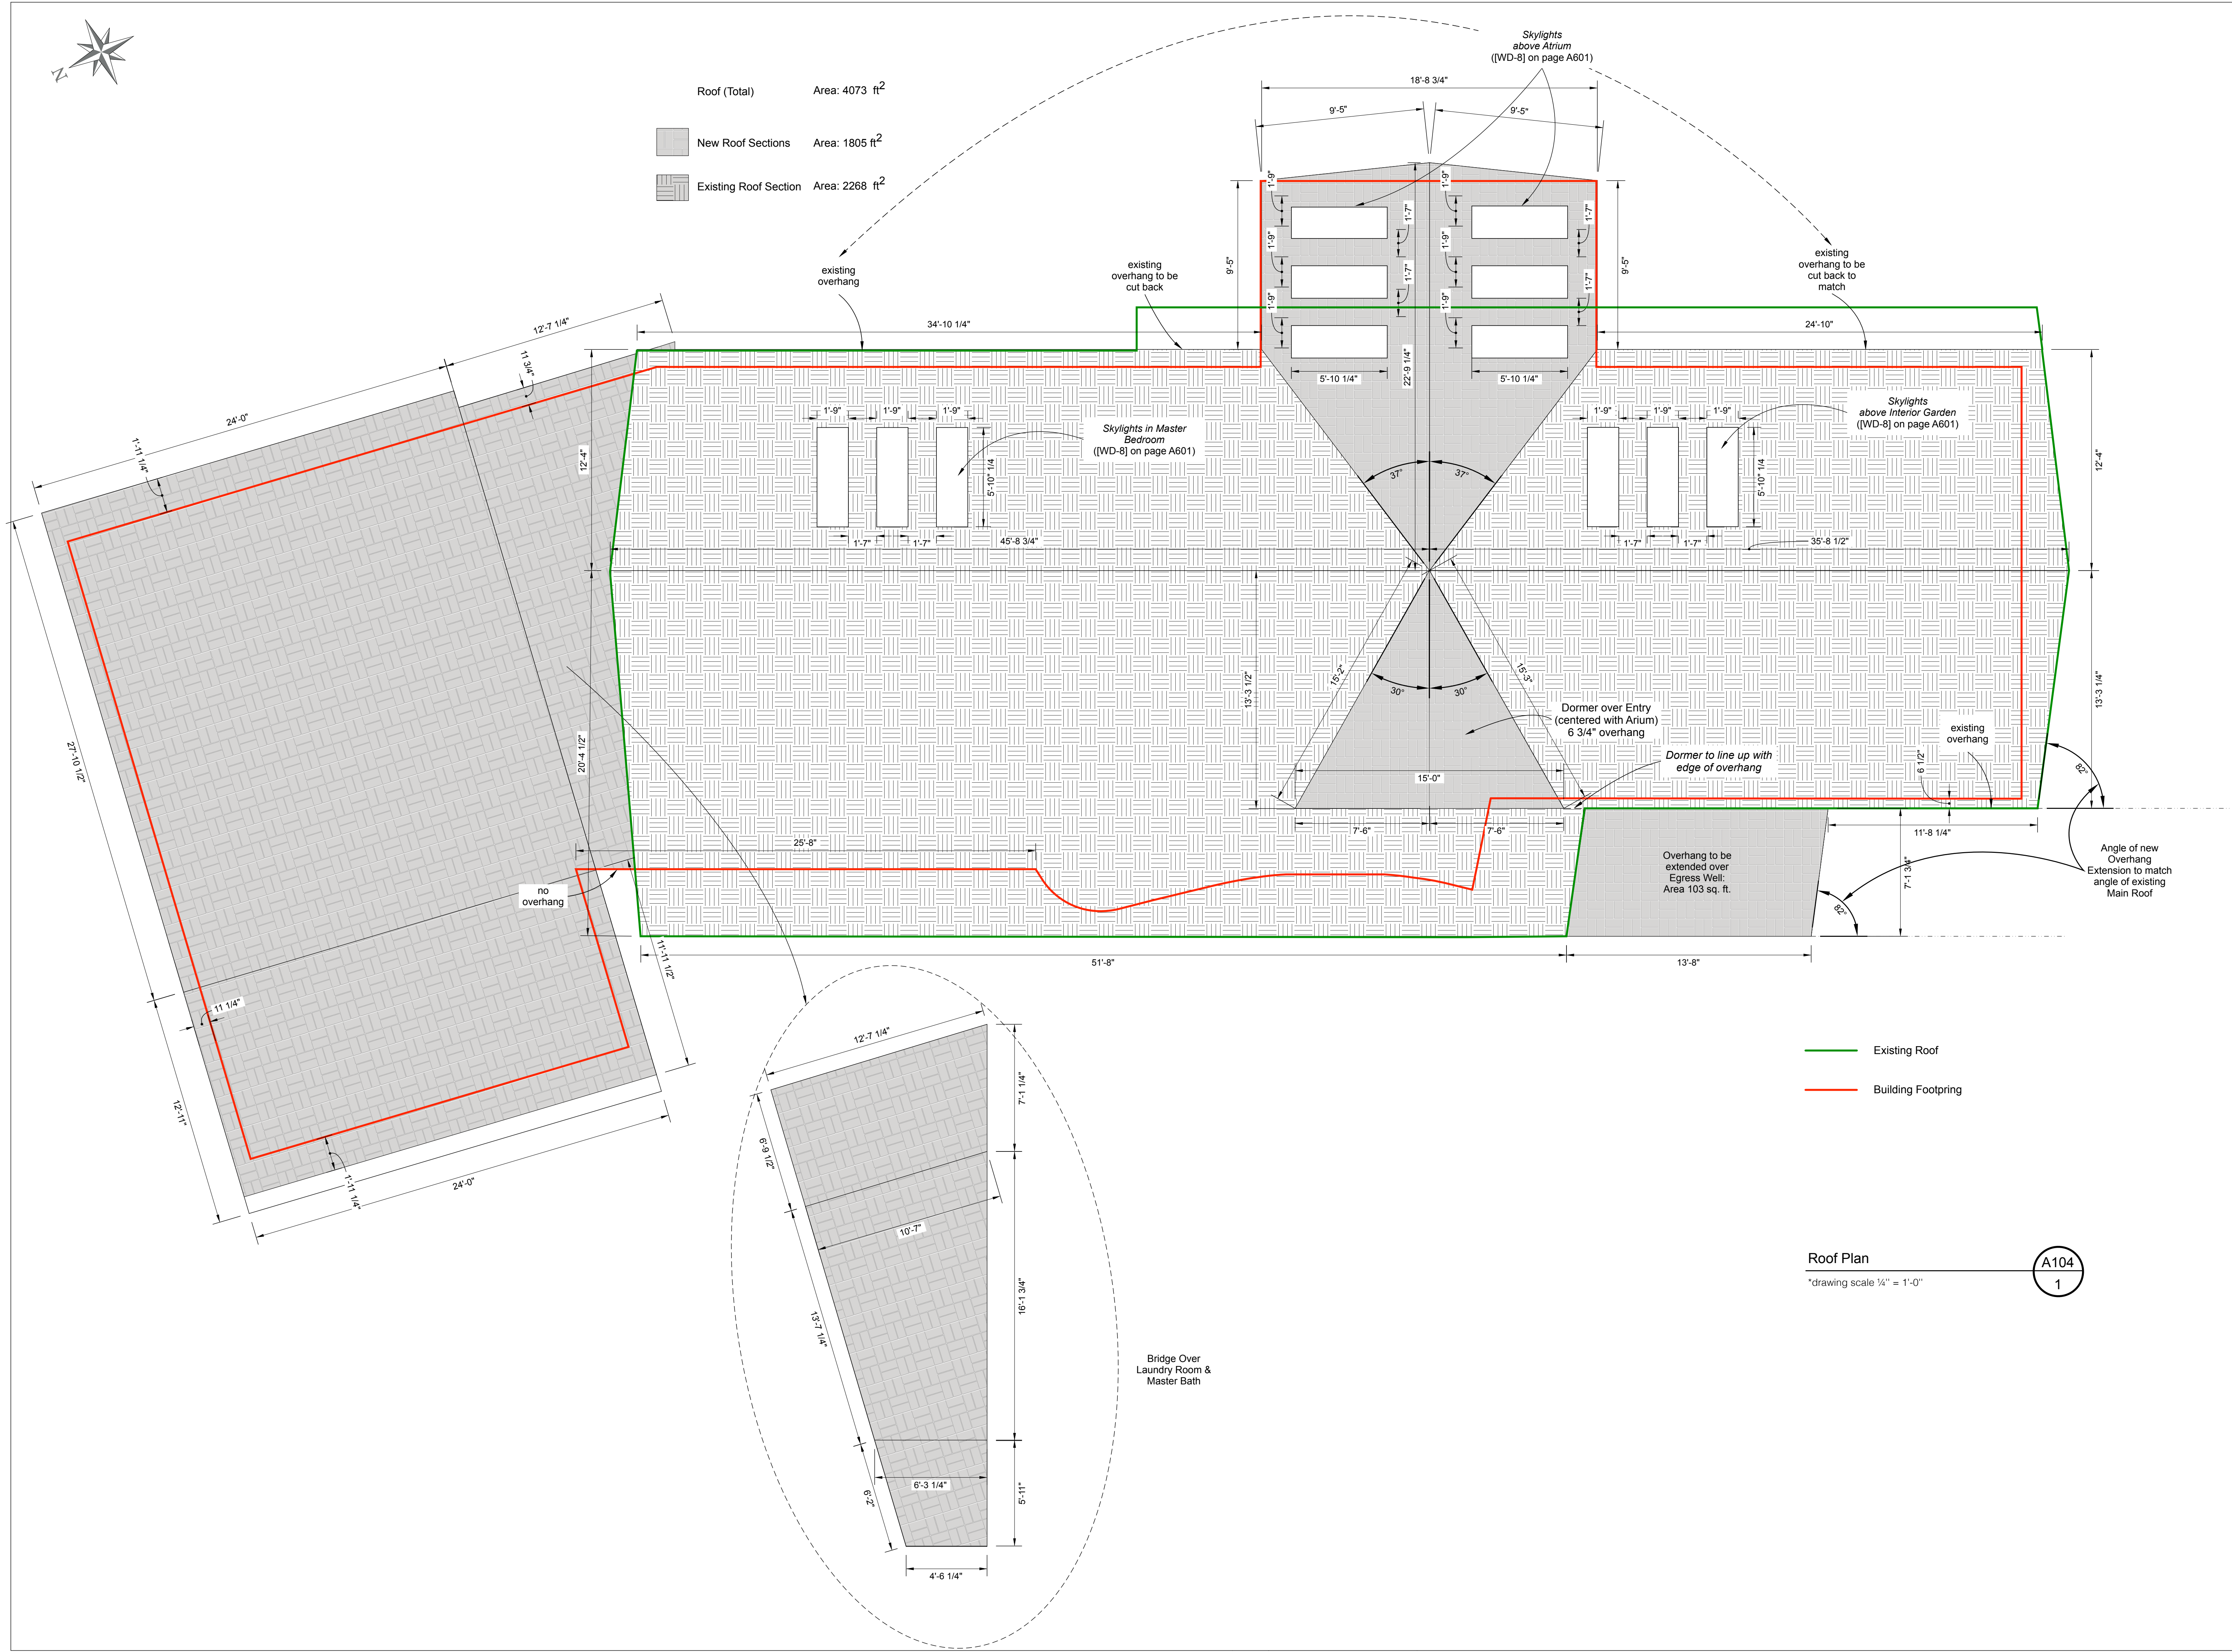 N
Roof (Total) Area: 4073 ft2
New Roof Sections Area: 1805 ft2
Existing Roof Section Area: 2268 ft2
Skylights
above Atrium
([WD-8] on page A601)
18'-8 3/4"
9'-5"
9'-5"
9'-5"
9'-5"
1'-9"
1'-9"
1'-9"
1'-9"
1'-9"
1'-9"
1'-7"
1'-7"
1'-7"
1'-7"
22'-9 1/4"
5'-10 1/4"
5'-10 1/4"
existing
overhang
existing
overhang to be
cut back
existing
overhang to be
cut back to
match
34'-10 1/4"
24'-10"
12'-7 1/4"
11 3/4"
24'-0"
1'-11 1/4"
12'-4"
12'-4"
1'-9"
1'-9"
1'-9"
Skylights in Master
Bedroom
([WD-8] on page A601)
5'-10" 1/4
1'-7"
1'-7"
45'-8 3/4"
37°
37°
1'-9"
1'-9"
1'-9"
Skylights
above Interior Garden
([WD-8] on page A601)
5'-10" 1/4
1'-7"
1'-7"
35'-8 1/2"
27'-10 1/2"
20'-4 1/2"
13'-3 1/2"
15'-2"
15'-3"
30°
30°
Dormer over Entry
(centered with Arium)
6 3/4" overhang
Dormer to line up with
edge of overhang
15'-0"
7'-6"
7'-6"
existing
overhang
6 1/2"
13'-3 1/4"
82°
11'-8 1/4"
25'-8"
no
overhang
Overhang to be
extended over
Egress Well:
Area 103 sq. ft.
7'-1 3/4"
82°
Angle of new
Overhang
Extension to match
angle of existing
Main Roof
11'-11 1/2"
51'-8"
13'-8"
11 1/4"
12'-11"
1'-11 1/4"
24'-0"
12'-7 1/4"
7'-1 1/4"
6'-9 1/2"
10'-7"
13'-7 1/4"
16'-1 3/4"
6'-3 1/4"
6'-2"
5'-11"
4'-6 1/4"
Bridge Over
Laundry Room &
Master Bath
Existing Roof
Building Footpring
Roof Plan
*drawing scale ¼'' = 1'-0''
A104
1